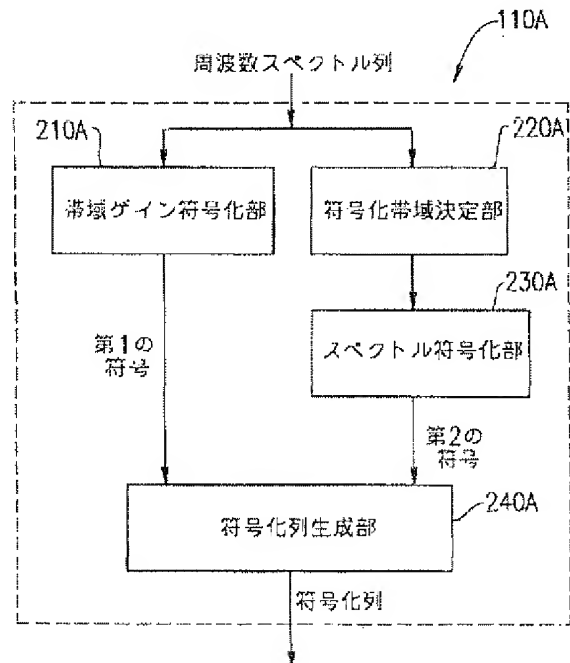 110A
周波数スペクトル列
210A
220A
帯域ゲイン符号化部
符号化帯域決定部
230A
スペクトル符号化部
第1の
符号
第2の
符号
240A
符号化列生成部
符号化列